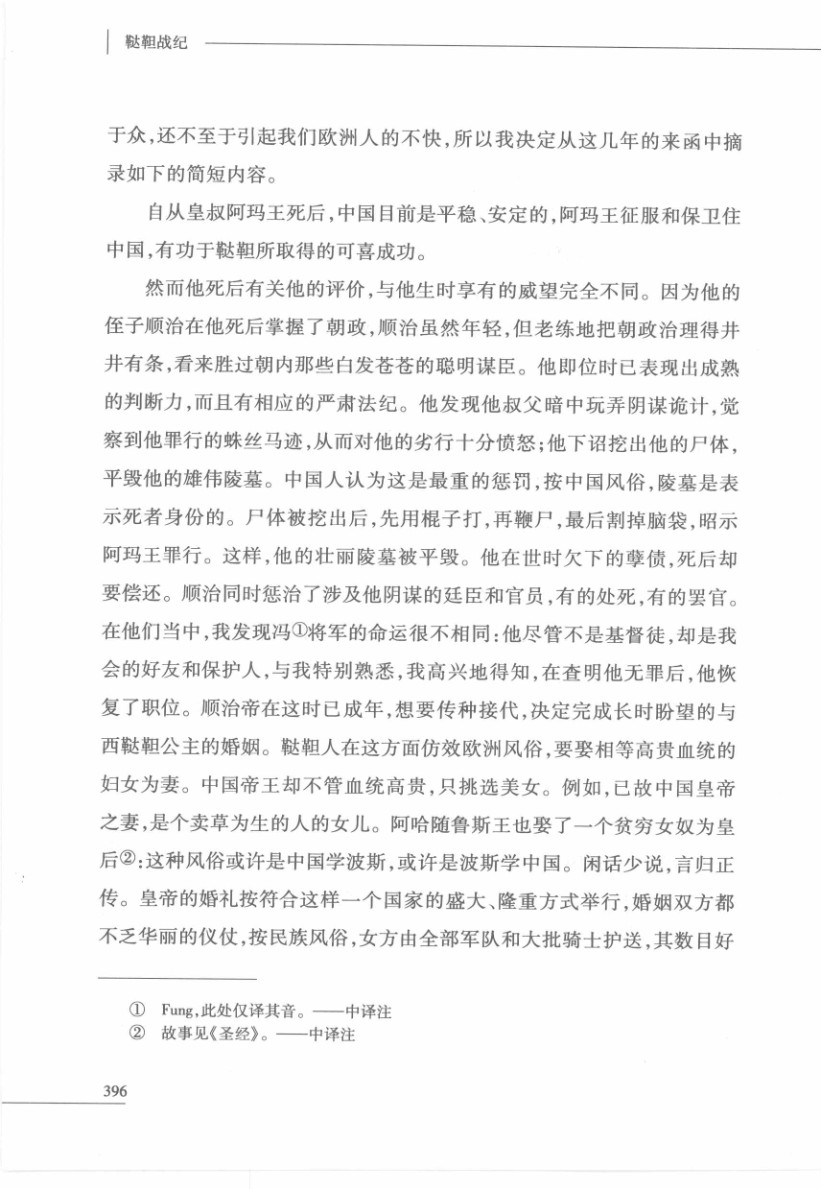 鞑靼战纪
于众,还不至于引起我们欧洲人的不快,所以我决定从这几年的来函中摘
录如下的简短内容。
自从皇叔阿玛王死后,中国目前是平稳、安定的,阿玛王征服和保卫住
中国,有功于鞑靼所取得的可喜成功。
然而他死后有关他的评价,与他生时享有的威望完全不同。因为他的
侄子顺治在他死后掌握了朝政,顺治虽然年轻,但老练地把朝政治理得井
井有条,看来胜过朝内那些白发苍苍的聪明谋臣。他即位时已表现出成熟
的判断力,而且有相应的严肃法纪。他发现他叔父暗中玩弄阴谋诡计,觉
察到他罪行的蛛丝马迹,从而对他的劣行十分愤怒;他下诏挖出他的尸体,
平毁他的雄伟陵墓。中国人认为这是最重的惩罚,按中国风俗,陵墓是表
示死者身份的。尸体被挖出后,先用棍子打,再鞭尸,最后割掉脑袋,昭示
阿玛王罪行。这样,他的壮丽陵墓被平毁。他在世时欠下的孽债,死后却
要偿还。顺治同时惩治了涉及他阴谋的廷臣和官员,有的处死,有的罢官。
在他们当中,我发现冯①将军的命运很不相同:他尽管不是基督徒,却是我
会的好友和保护人,与我特别熟悉,我高兴地得知,在查明他无罪后,他恢
复了职位。顺治帝在这时已成年,想要传种接代,决定完成长时盼望的与
西鞑靼公主的婚姻。鞑靼人在这方面仿效欧洲风俗,要娶相等高贵血统的
妇女为妻。中国帝王却不管血统高贵,只挑选美女。例如,已故中国皇帝
之妻,是个卖草为生的人的女儿。阿哈随鲁斯王也娶了一个贫穷女奴为皇
后②:这种风俗或许是中国学波斯,或许是波斯学中国。闲话少说,言归正
传。皇帝的婚礼按符合这样一个国家的盛大、隆重方式举行,婚姻双方都
不乏华丽的仪仗,按民族风俗,女方由全部军队和大批骑士护送,其数目好
① Fung,此处仅译其音。——中译注
② 故事见《圣经》。——中译注
396